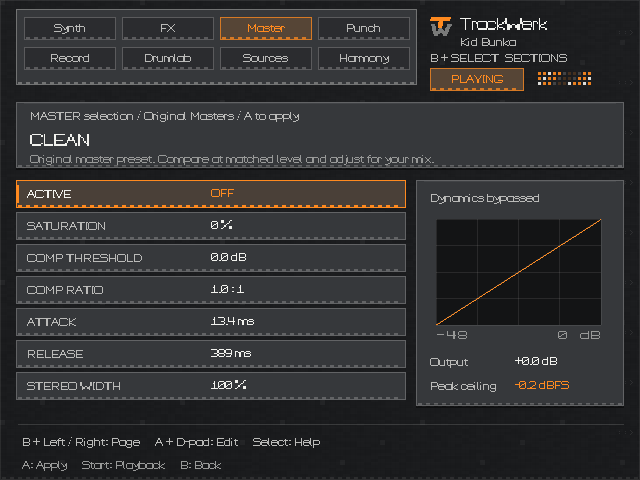 Synth FX Master Punch
Record Drumlab Sources Harmony
TrackWerk
Kid Bunka
B + SELECT SECTIONS
PLAYING
MASTER selection / Original Masters / A to apply
CLEAN
Original master preset. Compare at matched level and adjust for your mix.
ACTIVE OFF
SATURATION 0 %
COMP THRESHOLD 0.0 dB
COMP RATIO 1.0 : 1
ATTACK 13.4 ms
RELEASE 389 ms
STEREO WIDTH 100 %
Dynamics bypassed
-48 0 dB
Output +0.0 dB
Peak ceiling -0.2 dBFS
B + Left / Right: Page A + D-pad: Edit Select: Help
A: Apply Start: Playback B: Back